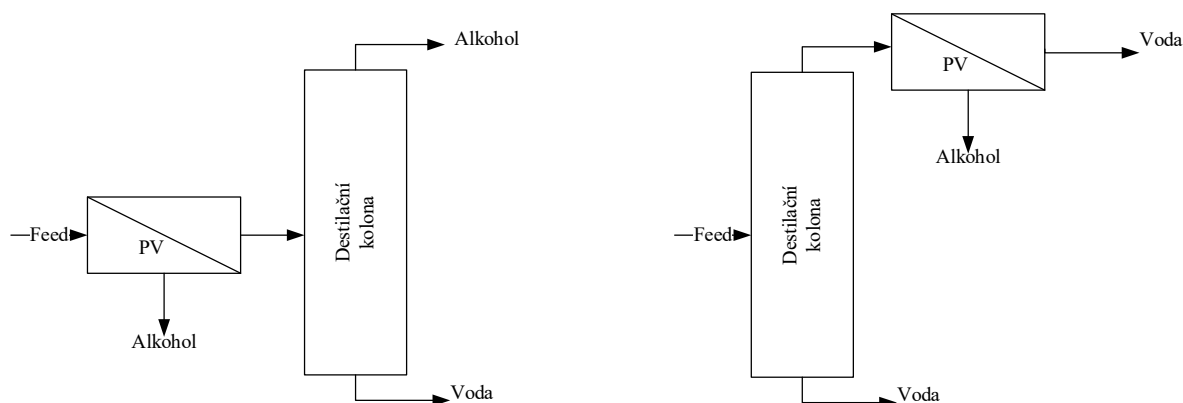 Alkohol
Destilační
kolona
Feed
PV
Alkohol
Voda
Voda
PV
Alkohol
Destilační
kolona
Feed
Voda